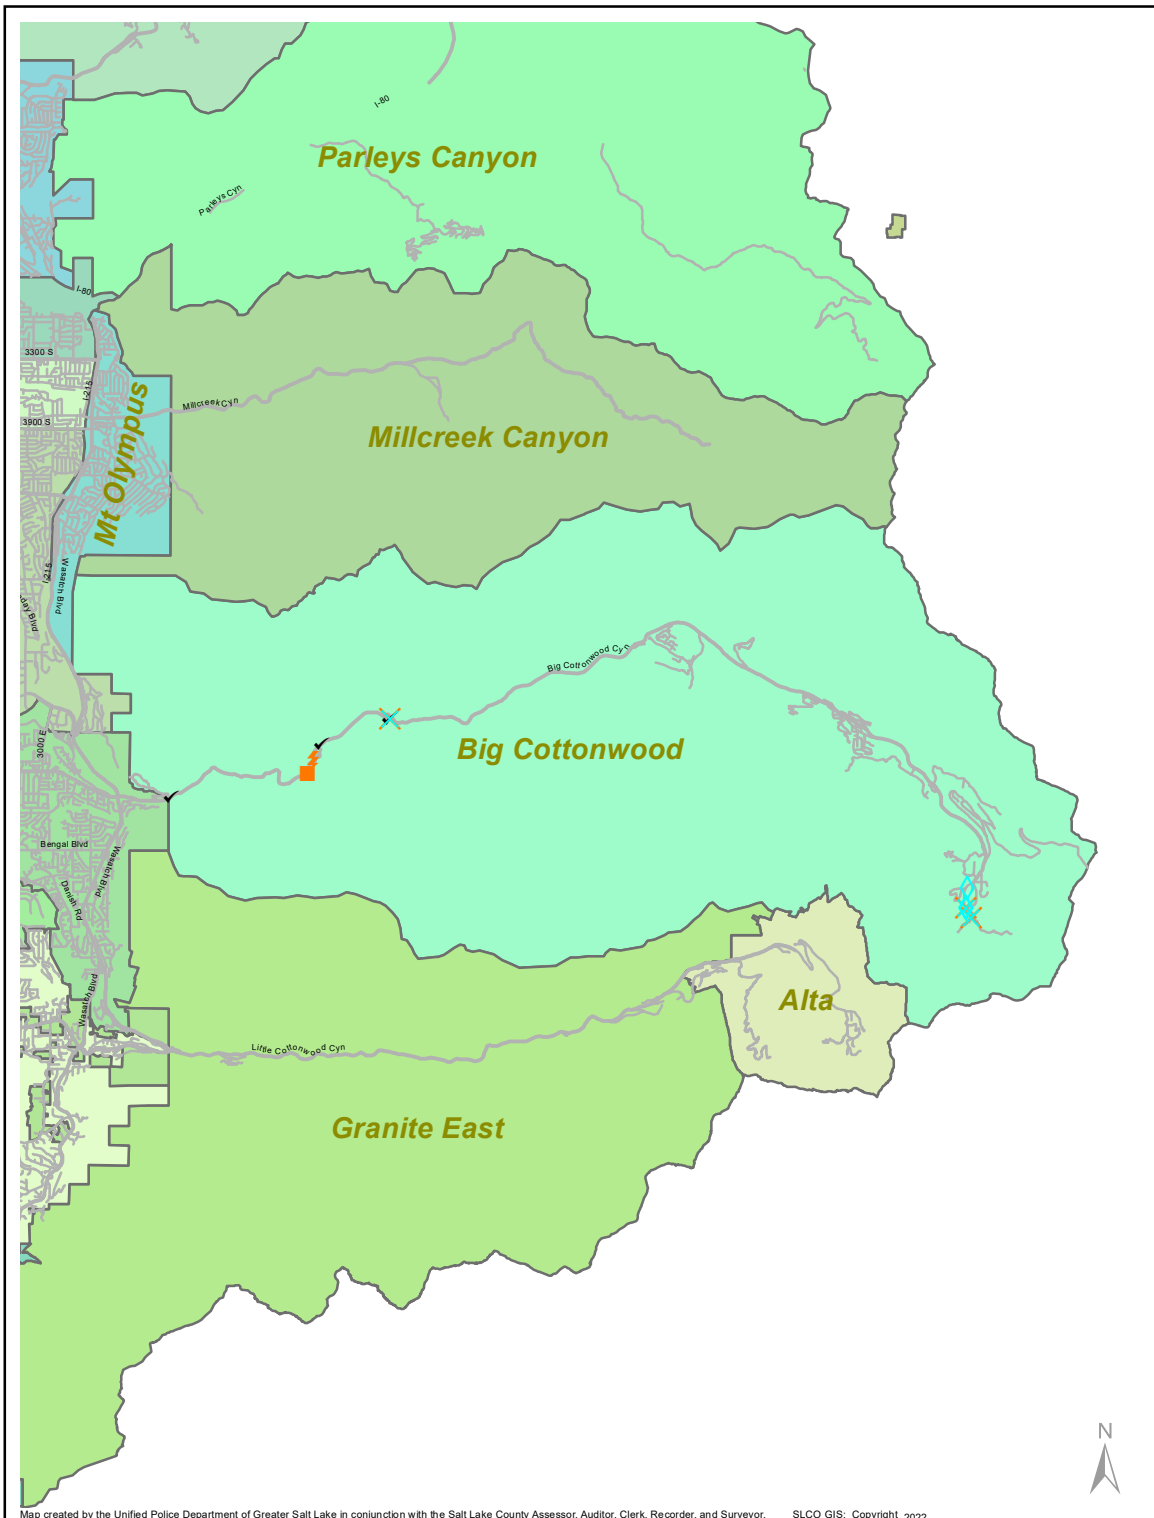 I-80
Parleys Canyon
Parleys Cyn
I-80
3300 S
I-215
Mt Olympus
Millcreek Cyn
3900 S
Millcreek Canyon
I-215
Wasatch Blvd
day Blvd
Big Cottonwood Cyn
3000 E
Big Cottonwood
Bengal Blvd
Wasatch Blvd
Danish Rd
Wasatch Blvd
Alta
Little Cottonwood Cyn
Granite East
N
Map created by the Unified Police Department of Greater Salt Lake in conjunction with the Salt Lake County Assessor, Auditor, Clerk, Recorder, and Surveyor. SLCO GIS: Copyright 2022